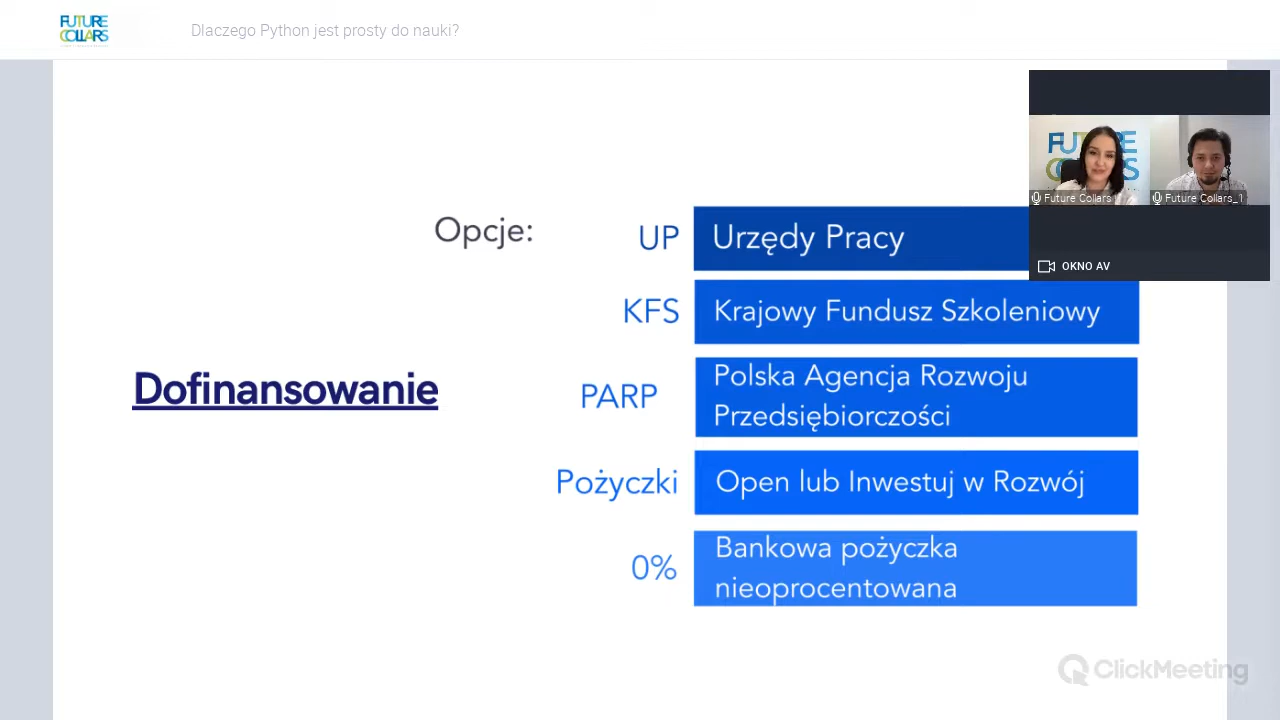 FUTURE
COLLARS
Dlaczego Python jest prosty do nauki?
FUTURE
COLLARS
Future Collars
Future Collars_1
OKNO AV
Opcje:
UP Urzędy Pracy
KFS Krajowy Fundusz Szkoleniowy
Dofinansowanie
PARP Polska Agencja Rozwoju
Przedsiębiorczości
Pożyczki Open lub Inwestuj w Rozwój
0% Bankowa pożyczka
nieoprocentowana
ClickMeeting